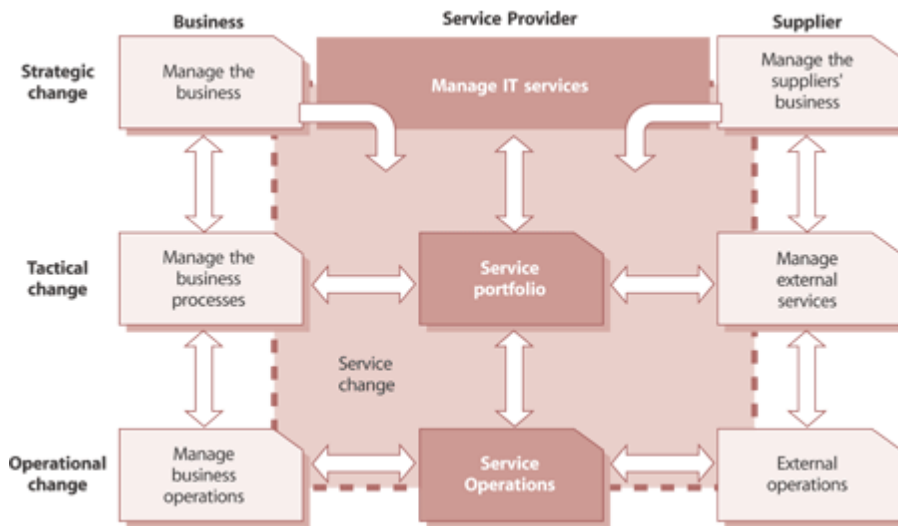 Business
Service Provider
Supplier
Strategic
change
Manage the
business
Manage IT services
Manage the
suppliers'
business
Tactical
change
Manage the
business
processes
Service
portfolio
Manage
external
services
Service
change
Operational
change
Manage
business
operations
Service
Operations
External
operations